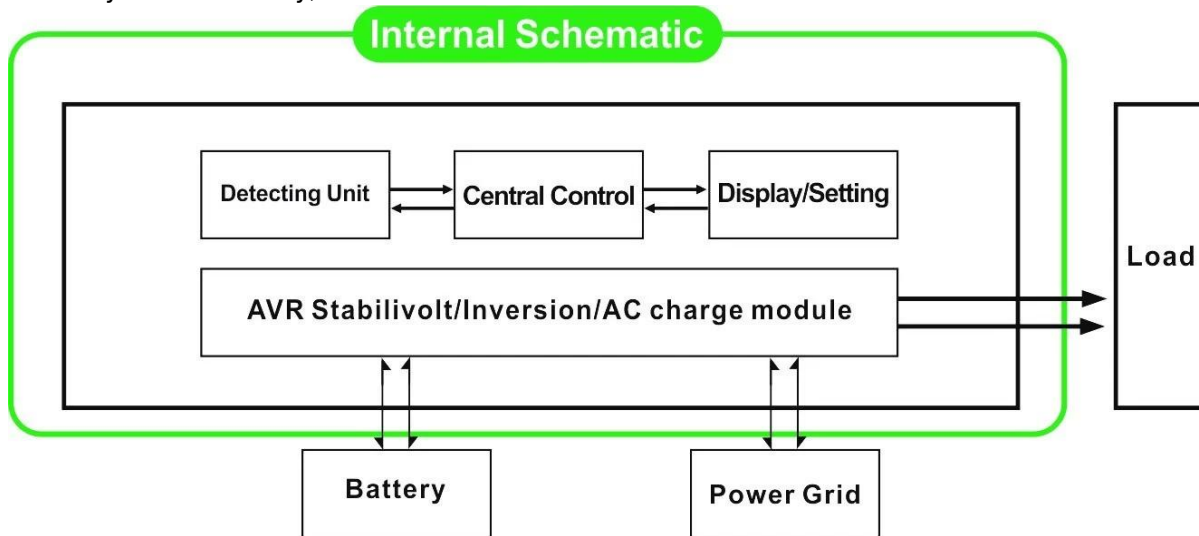 Internal Schematic
Detecting Unit
Central Control
Display/Setting
Load
AVR Stabilivolt/Inversion/AC charge module
Battery
Power Grid